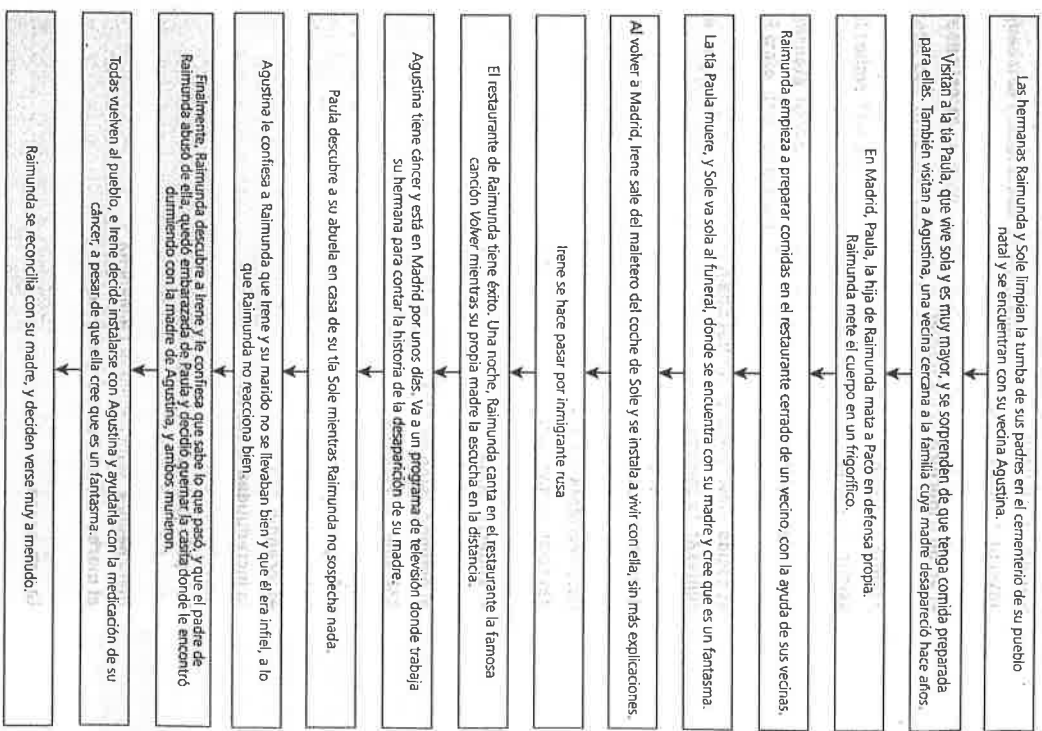 Las hermanas Raimunda y Sole limpian la tumba de sus padres en el cementerio de su pueblo
natal y se encuentran con su vecina Agustina.
Visitan a la tía Paula, que vive sola y es muy mayor, y se sorprenden de que tenga comida preparada
para ellas. También visitan a Agustina, una vecina cercana a la familia cuya madre desapareció hace años.
En Madrid, Paula, la hija de Raimunda mata a Paco en defensa propia.
Raimunda mete el cuerpo en un frigorífico.
Raimunda empieza a preparar comidas en el restaurante cerrado de un vecino, con la ayuda de sus vecinas.
La tía Paula muere, y Sole va sola al funeral, donde se encuentra con su madre y cree que es un fantasma.
Al volver a Madrid, Irene sale del maletero del coche de Sole y se instala a vivir con ella, sin más explicaciones.
Irene se hace pasar por inmigrante rusa
El restaurante de Raimunda tiene éxito. Una noche, Raimunda canta en el restaurante la famosa
canción Volver mientras su propia madre la escucha en la distancia.
Agustina tiene cáncer y está en Madrid por unos días. Va a un programa de televisión donde trabaja
su hermana para contar la historia de la desaparición de su madre.
Paula descubre a su abuela en casa de su tía Sole mientras Raimunda no sospecha nada.
Agustina le confiesa a Raimunda que Irene y su marido no se llevaban bien y que él era infiel, a lo
que Raimunda no reacciona bien.
Finalmente, Raimunda descubre a Irene y le confiesa que sabe lo que pasó, y que el padre de
Raimunda abusó de ella, quedó embarazada de Paula y decidió quemar la casita donde le encontró
durmiendo con la madre de Agustina, y ambos murieron.
Todas vuelven al pueblo, e Irene decide instalarse con Agustina y ayudarla con la medicación de su
cáncer, a pesar de que ella cree que es un fantasma.
Raimunda se reconcilia con su madre, y deciden verse muy a menudo.